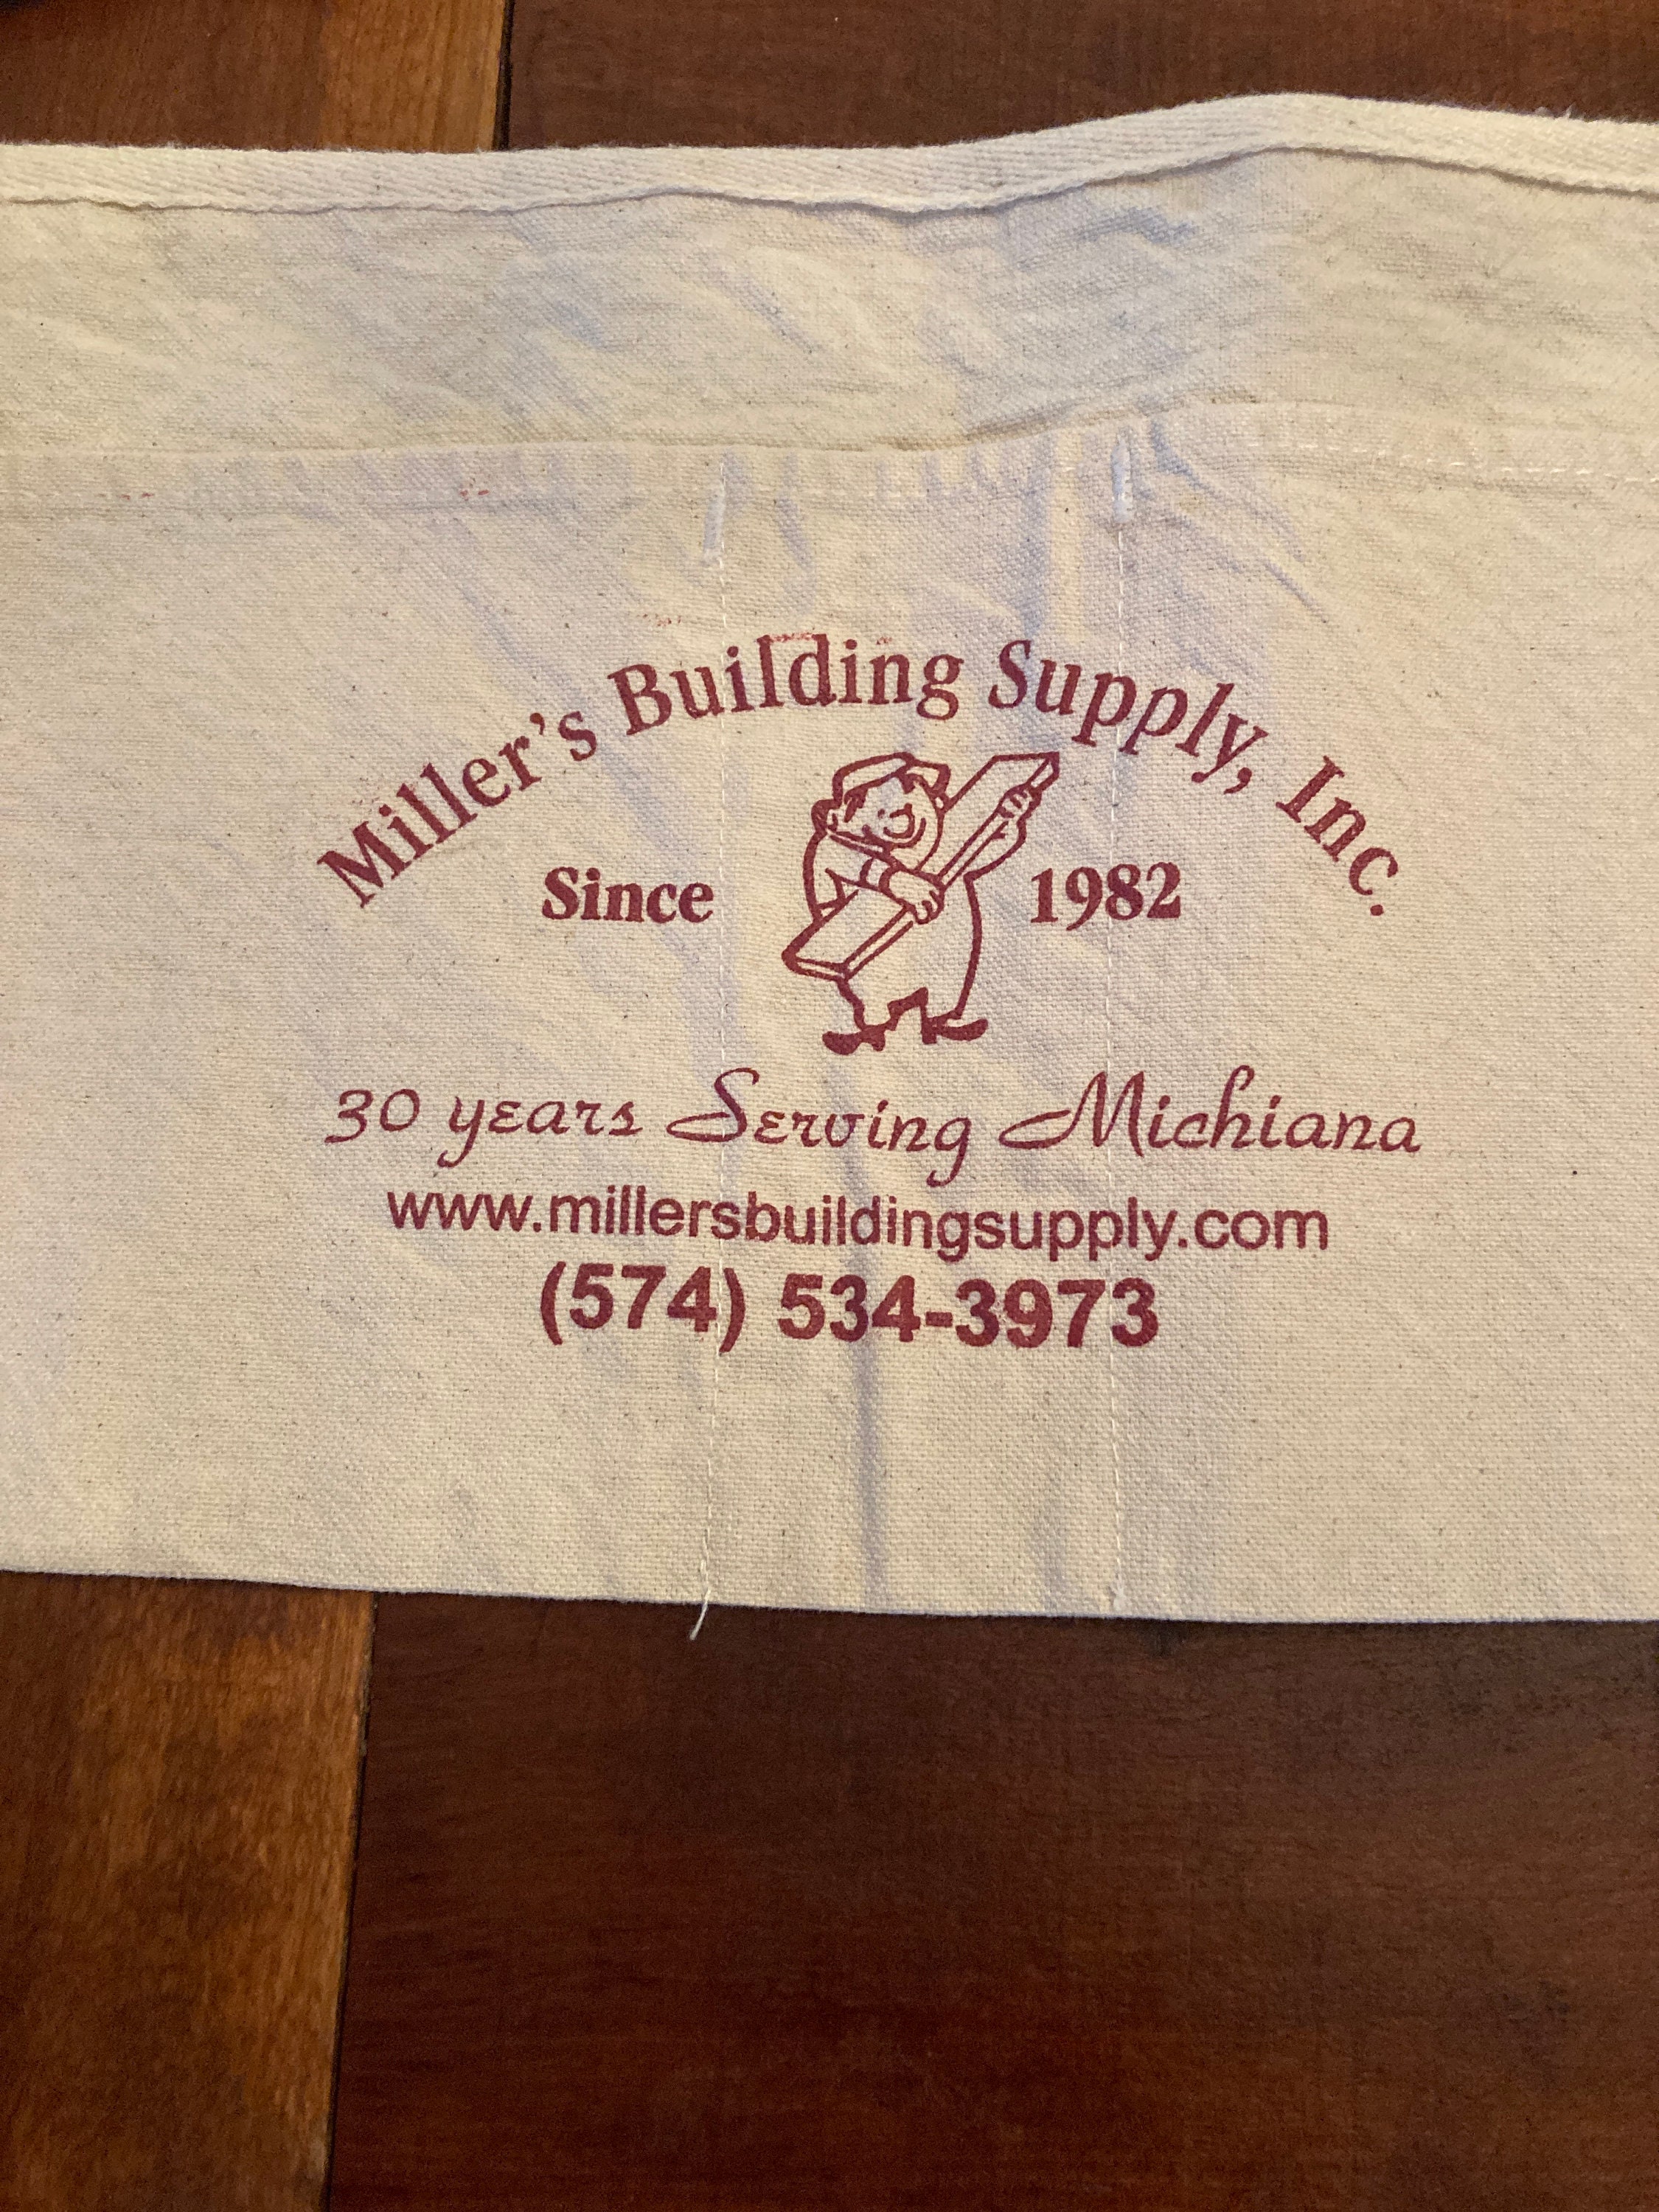 Miller's Building Supply, Inc.
Since 1982
30 years Serving Michiana
www.millersbuildingsupply.com
(574) 534-3973